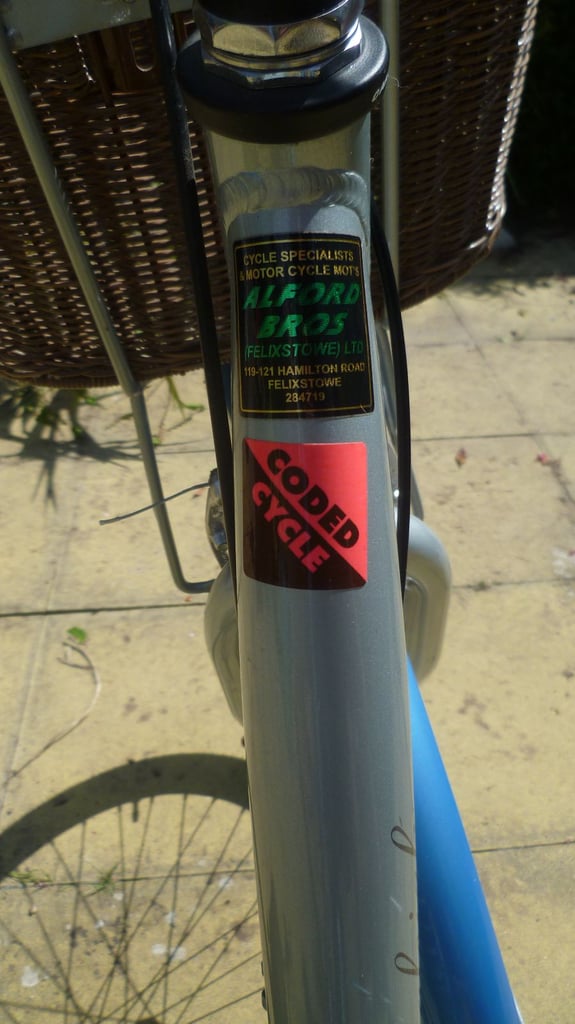 CYCLE SPECIALISTS
& MOTOR CYCLE MOT'S
ALFORD
BROS
(FELIXSTOWE) LTD
119-121 HAMILTON ROAD
FELIXSTOWE
284719
CODED
CYCLE